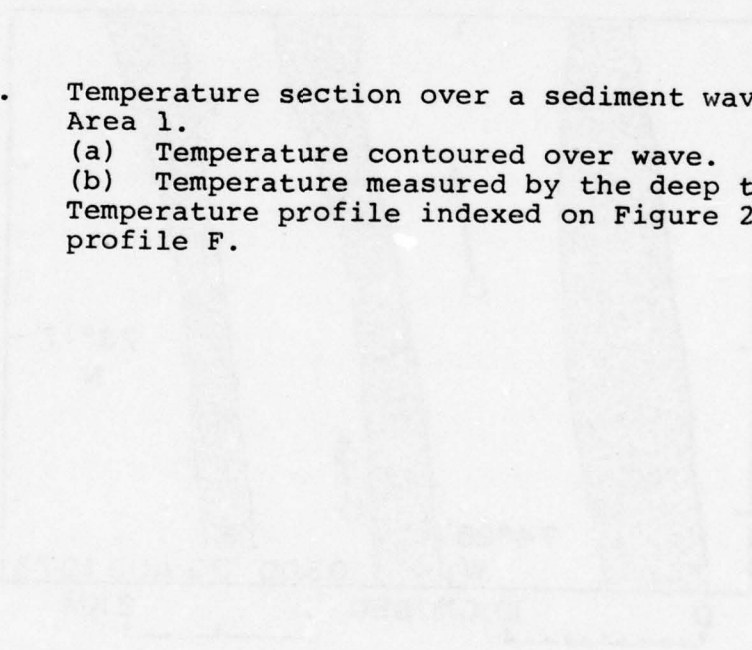 . Temperature section over a sediment wav
Area 1.
(a) Temperature contoured over wave.
(b) Temperature measured by the deep t
Temperature profile indexed on Figure 2
profile F.